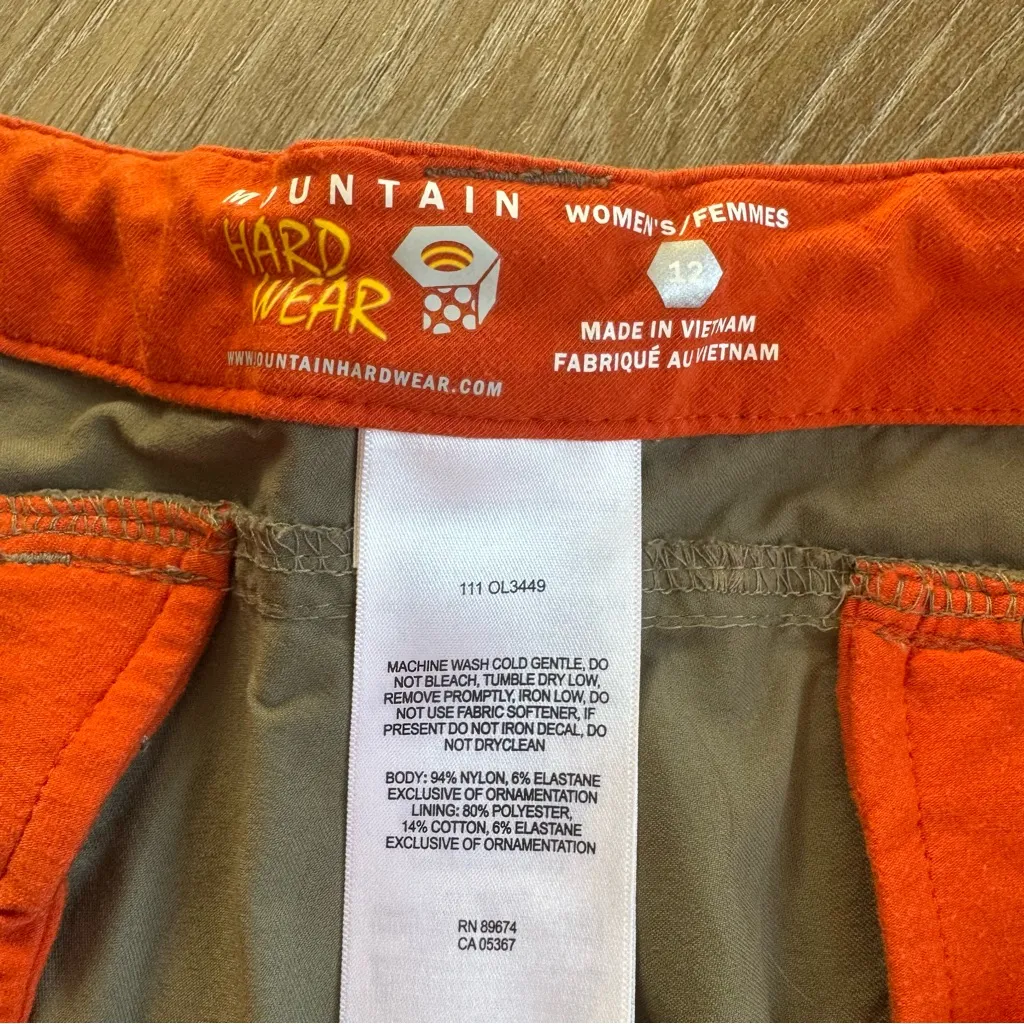 MOUNTAIN
HARD
WEAR
WWW.MOUNTAINHARDWEAR.COM
WOMEN'S/FEMMES
12
MADE IN VIETNAM
FABRIQUÉ AU VIETNAM
111 OL3449
MACHINE WASH COLD GENTLE, DO
NOT BLEACH, TUMBLE DRY LOW,
REMOVE PROMPTLY, IRON LOW, DO
NOT USE FABRIC SOFTENER, IF
PRESENT DO NOT IRON DECAL, DO
NOT DRYCLEAN
BODY: 94% NYLON, 6% ELASTANE
EXCLUSIVE OF ORNAMENTATION
LINING: 80% POLYESTER,
14% COTTON, 6% ELASTANE
EXCLUSIVE OF ORNAMENTATION
RN 89674
CA 05367